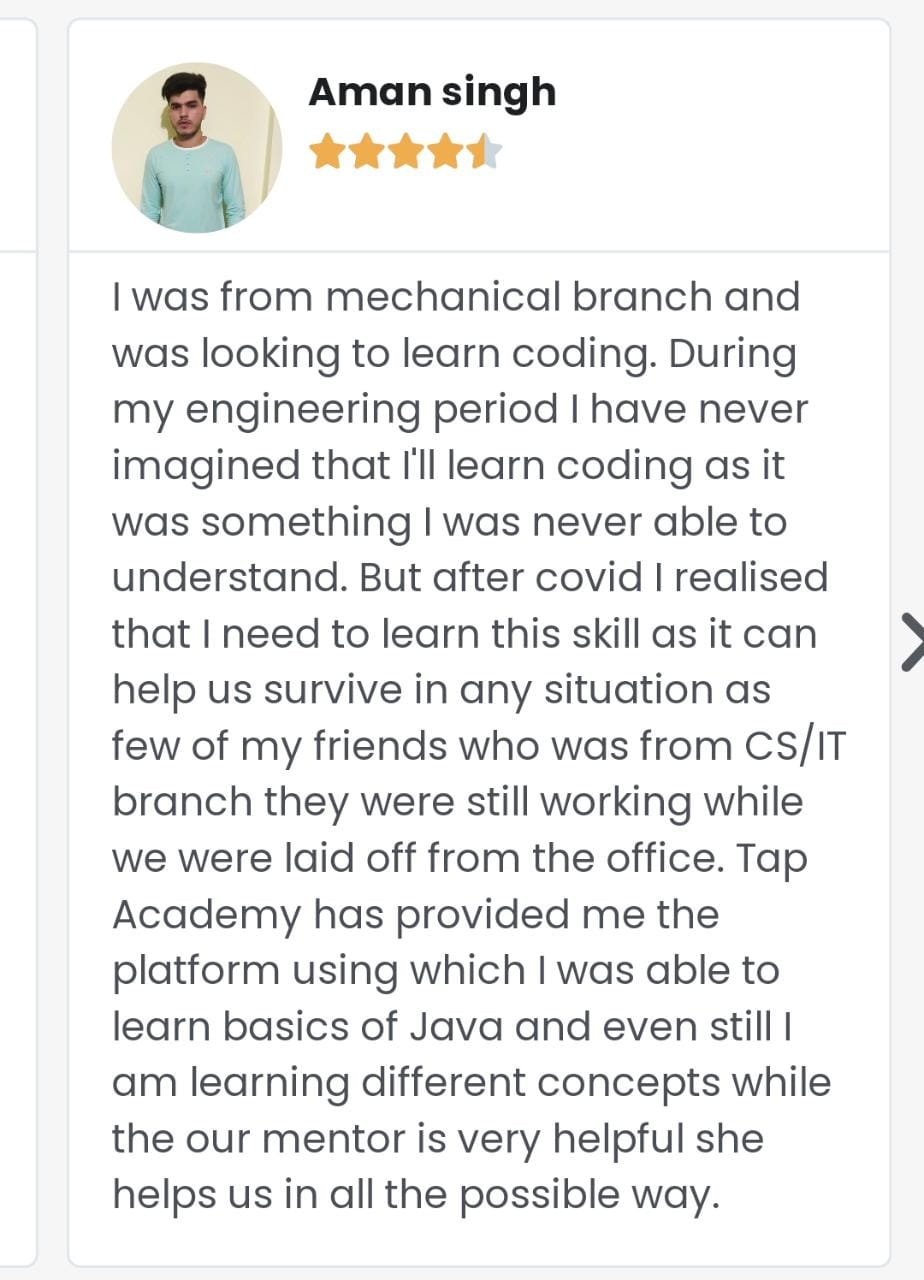 Aman singh
I was from mechanical branch and
was looking to learn coding. During
my engineering period I have never
imagined that I'll learn coding as it
was something I was never able to
understand. But after covid I realised
that I need to learn this skill as it can
help us survive in any situation as
few of my friends who was from CS/IT
branch they were still working while
we were laid off from the office. Tap
Academy has provided me the
platform using which I was able to
learn basics of Java and even still I
am learning different concepts while
the our mentor is very helpful she
helps us in all the possible way.